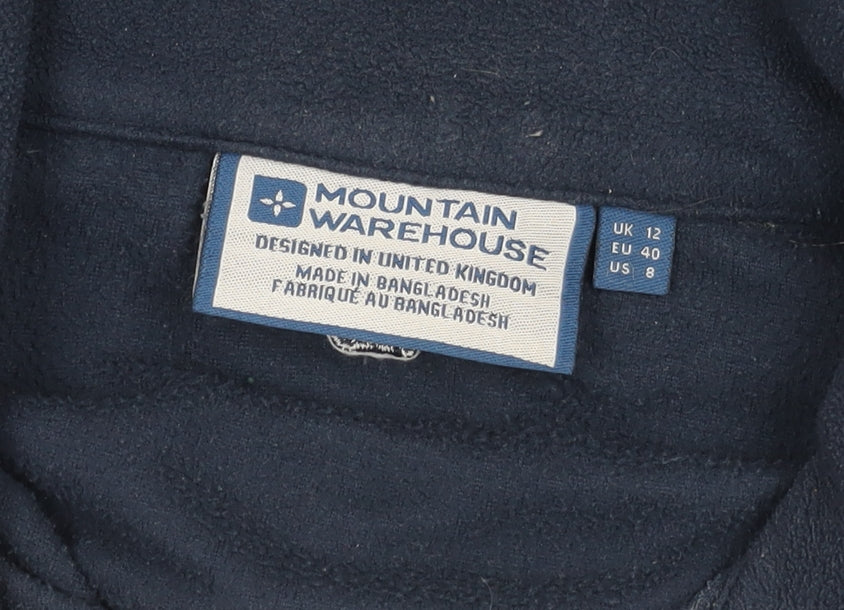 MOUNTAIN
WAREHOUSE
DESIGNED IN UNITED KINGDOM
MADE IN BANGLADESH
FABRIQUÉ AU BANGLADESH
UK 12
EU 40
US 8